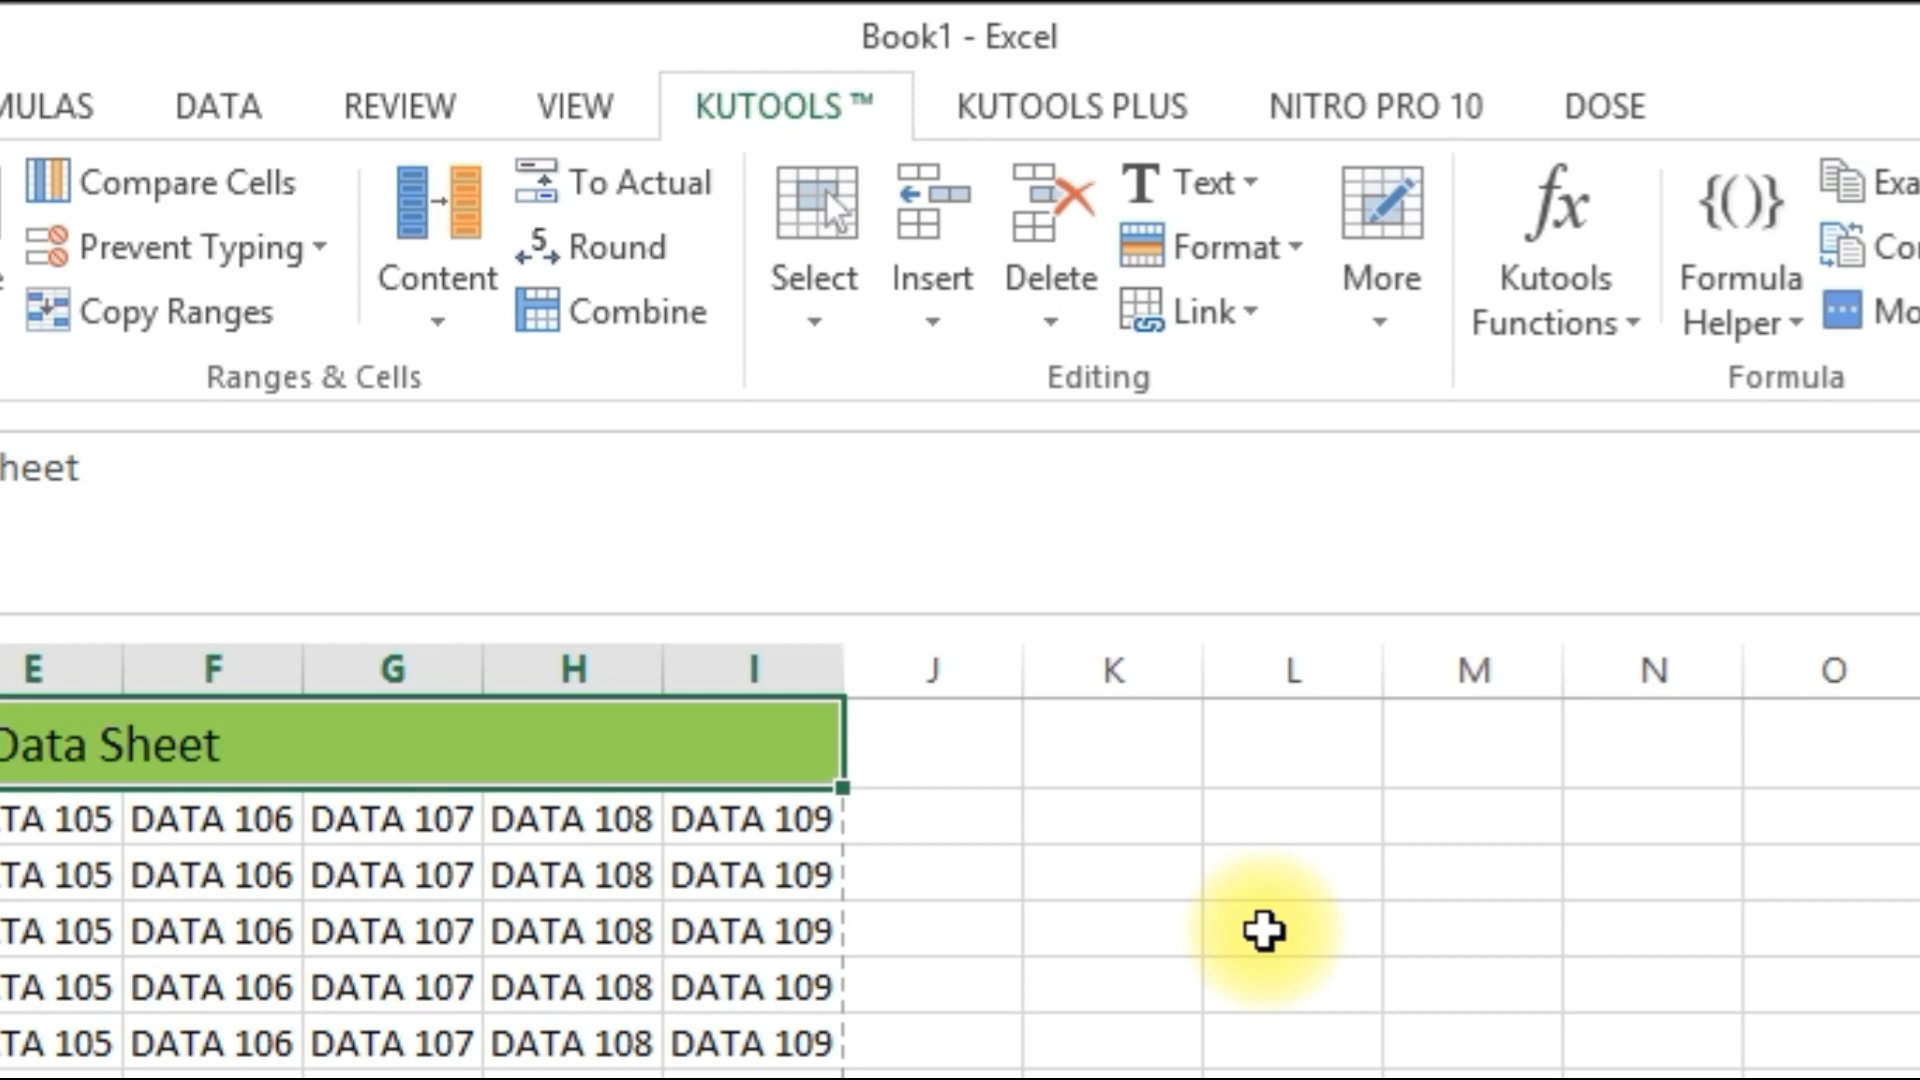 Book1 - Excel
MULAS DATA REVIEW VIEW KUTOOLS ™ KUTOOLS PLUS NITRO PRO 10 DOSE
Compare Cells To Actual Text Exa
Prevent Typing Round Format Co
Copy Ranges Combine Link Mo
Content Select Insert Delete More Kutools Functions Formula Helper
Ranges & Cells Editing Formula
heet
E F G H I J K L M N O
Data Sheet
TA 105 DATA 106 DATA 107 DATA 108 DATA 109
TA 105 DATA 106 DATA 107 DATA 108 DATA 109
TA 105 DATA 106 DATA 107 DATA 108 DATA 109
TA 105 DATA 106 DATA 107 DATA 108 DATA 109
TA 105 DATA 106 DATA 107 DATA 108 DATA 109